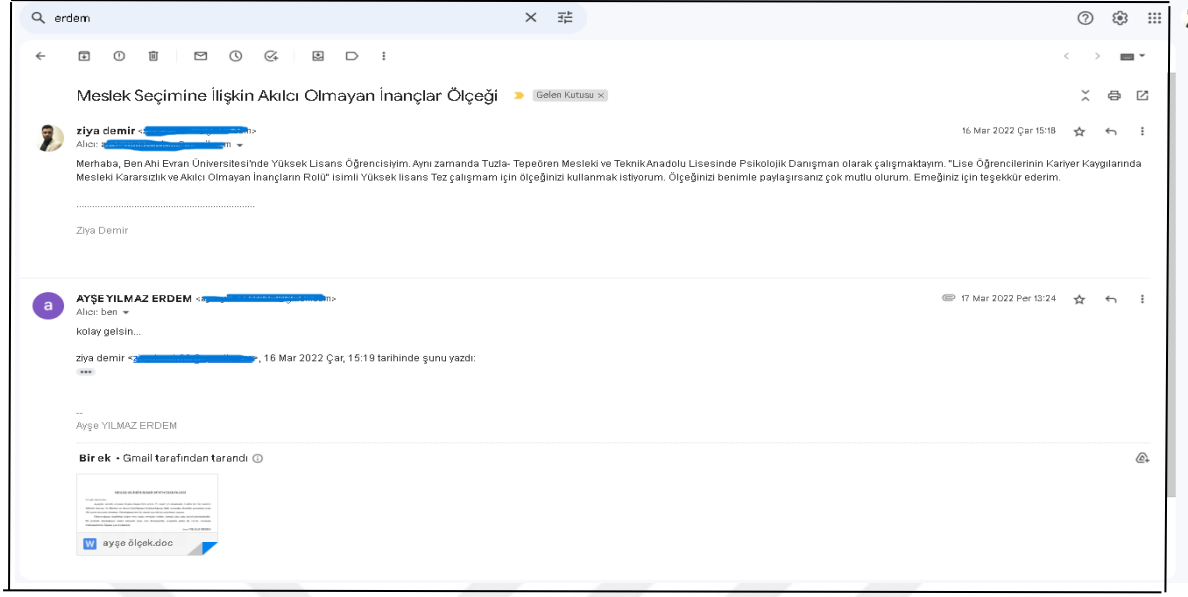 erdem
Meslek Seçimine İlişkin Akılcı Olmayan İnançlar Ölçeği Gelen Kutusu ×
ziya demir < > 16 Mar 2022 Çar 15:18
Alıcı:
Merhaba, Ben Ahi Evran Üniversitesi'nde Yüksek Lisans Öğrencisiyim. Aynı zamanda Tuzla- Tepeören Mesleki ve Teknik Anadolu Lisesinde Psikolojik Danışman olarak çalışmaktayım. "Lise Öğrencilerinin Kariyer Kaygılarında
Mesleki Kararsızlık ve Akılcı Olmayan İnançların Rolü" isimli Yüksek lisans Tez çalışmam için ölçeğinizi kullanmak istiyorum. Ölçeğinizi benimle paylaşırsanız çok mutlu olurum. Emeğiniz için teşekkür ederim.
........................................................................
Ziya Demir
a
AYŞE YILMAZ ERDEM < > 17 Mar 2022 Per 13:24
Alıcı: ben
kolay gelsin...
ziya demir < >, 16 Mar 2022 Çar, 15:19 tarihinde şunu yazdı:
--
Ayşe YILMAZ ERDEM
Bir ek • Gmail tarafından tarandı
W ayşe ölçek.doc